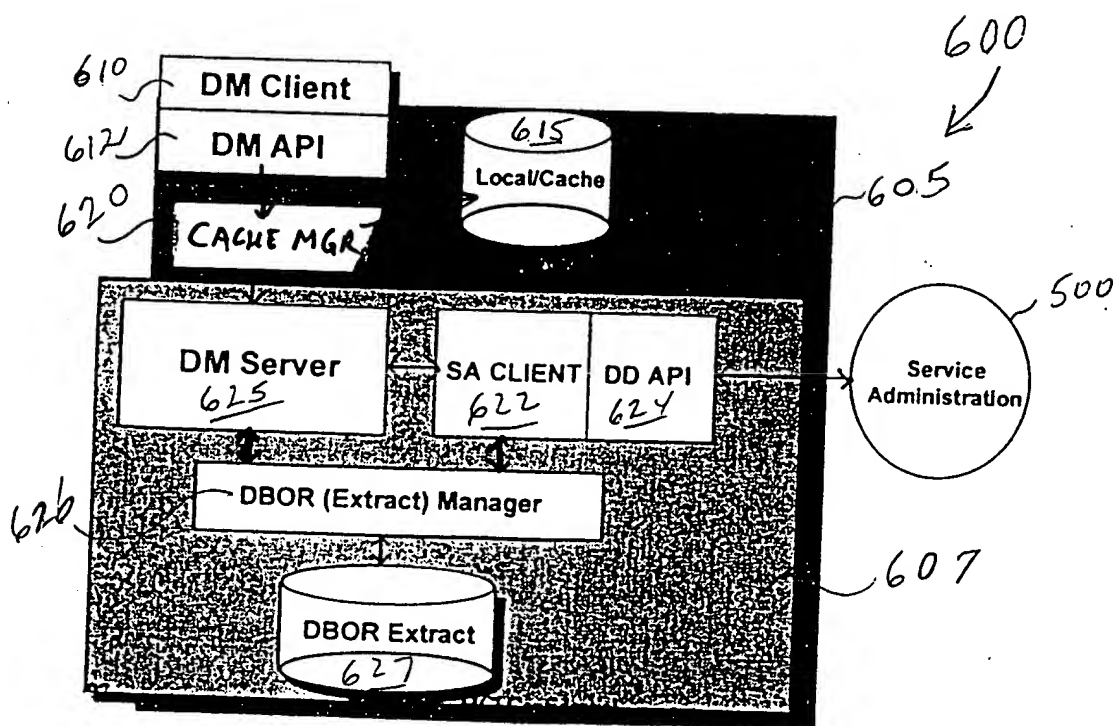 600
610
DM Client
612
DM API
615
Local/Cache
605
620
CACHE MGR
500
DM Server
625
SA CLIENT
622
DD API
624
Service
Administration
DBOR (Extract) Manager
626
607
DBOR Extract
627